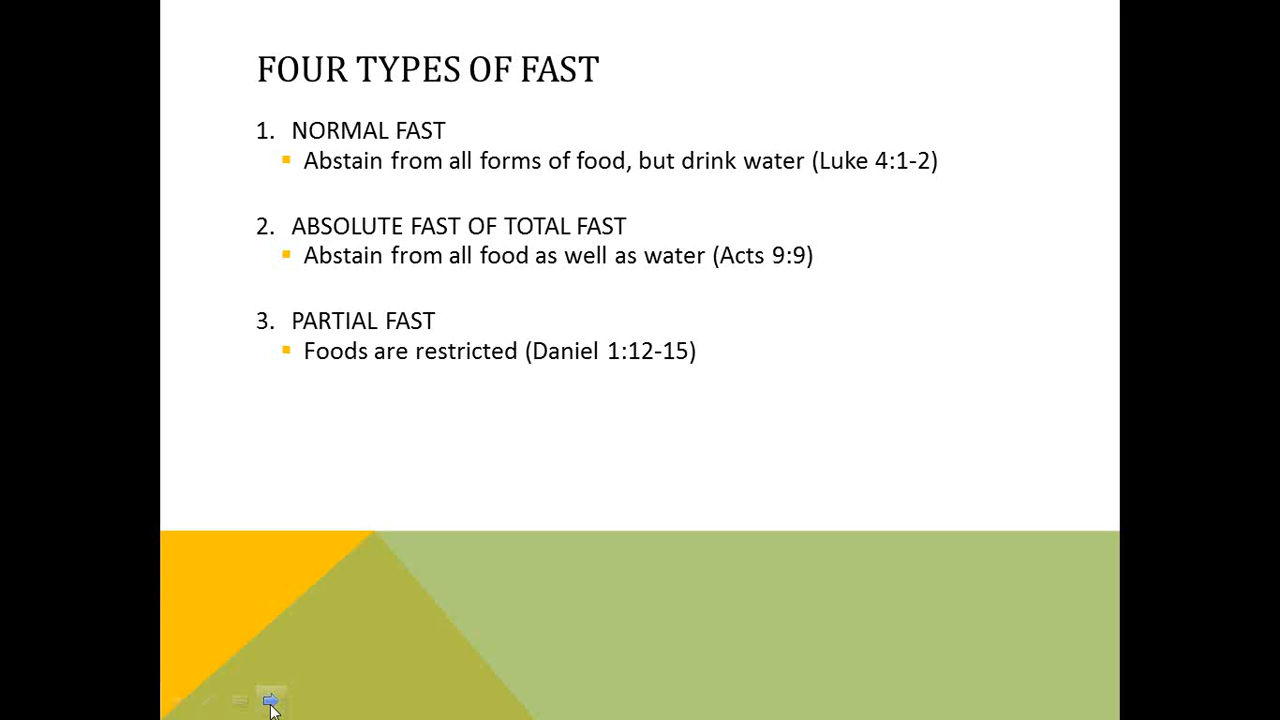 FOUR TYPES OF FAST
1. NORMAL FAST
Abstain from all forms of food, but drink water (Luke 4:1-2)
2. ABSOLUTE FAST OF TOTAL FAST
Abstain from all food as well as water (Acts 9:9)
3. PARTIAL FAST
Foods are restricted (Daniel 1:12-15)